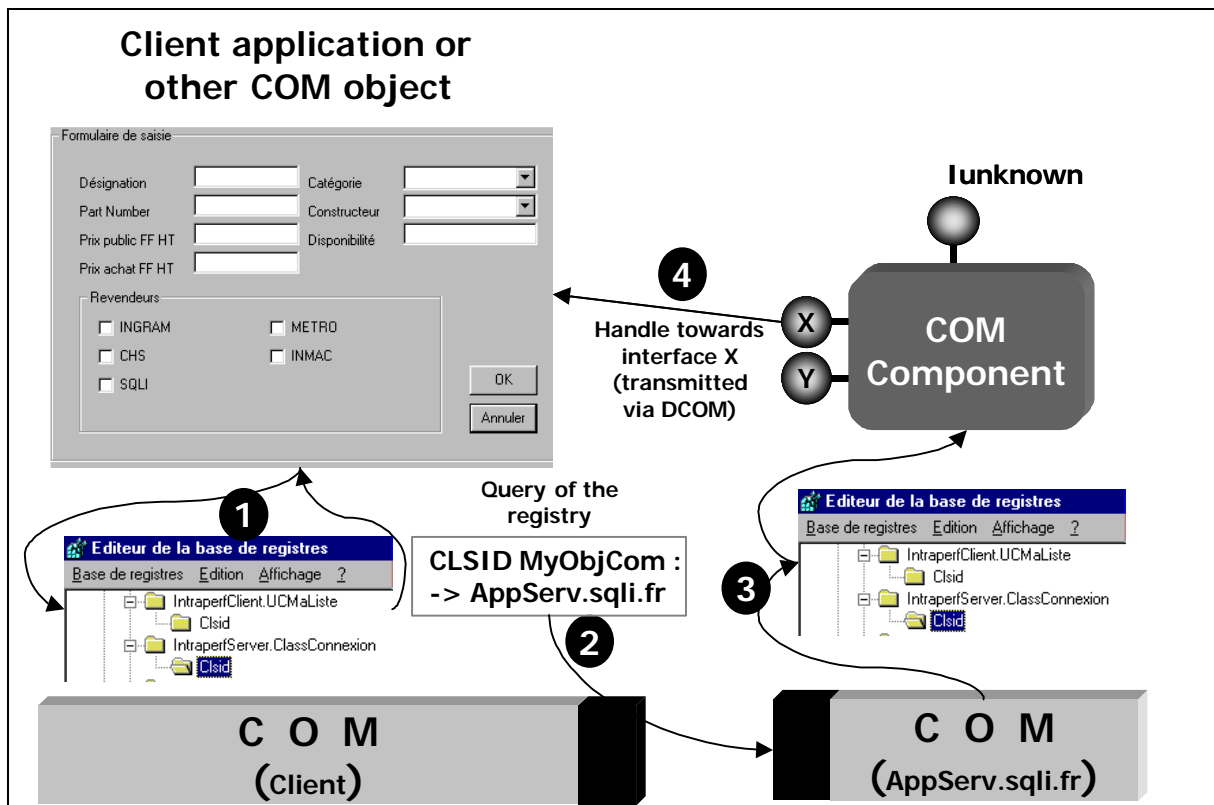 Client application or
other COM object
Formulaire de saisie
Désignation
Catégorie
Part Number
Constructeur
Prix public FF HT
Disponibilité
Prix achat FF HT
Revendeurs
INGRAM
METRO
CHS
INMAC
SQLI
OK
Annuler
Iunknown
4
Handle towards
interface X
(transmitted
via DCOM)
X
Y
COM
Component
1
Editeur de la base de registres
Base de registres Edition Affichage ?
IntraperfClient.UCMaListe
Clsid
IntraperfServer.ClassConnexion
Clsid
Query of the
registry
CLSID MyObjCom :
-> AppServ.sqli.fr
2
3
Editeur de la base de registres
Base de registres Edition Affichage ?
IntraperfClient.UCMaListe
Clsid
IntraperfServer.ClassConnexion
Clsid
C O M
(Client)
C O M
(AppServ.sqli.fr)